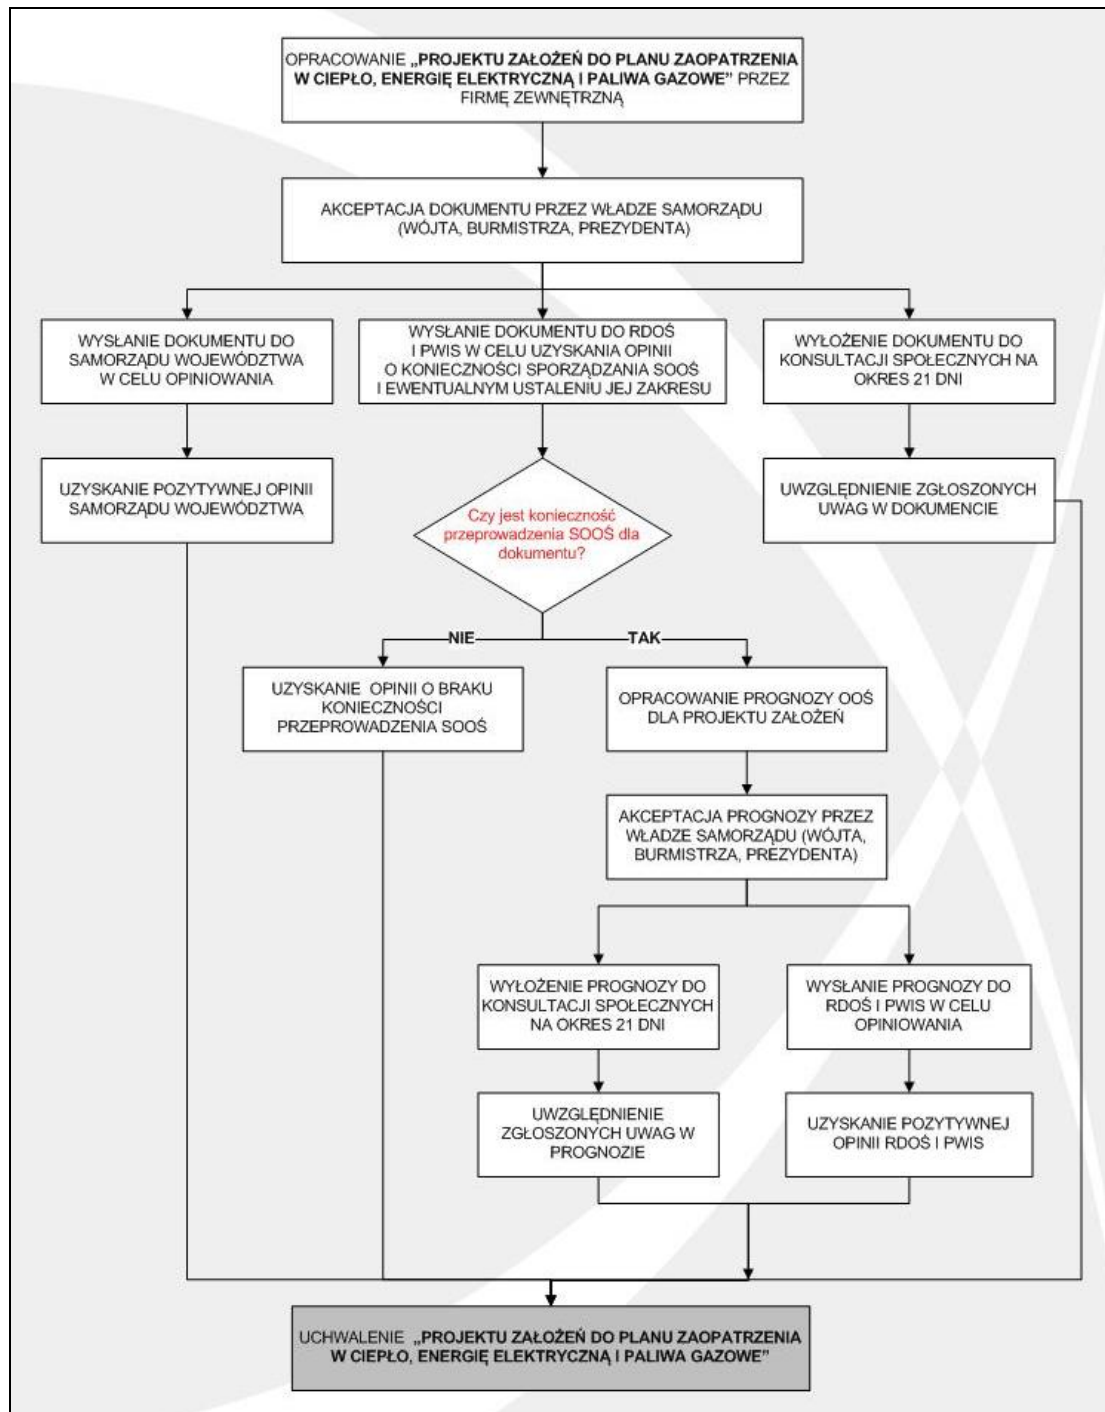 OPRACOWANIE „PROJEKTU ZAŁOŻEŃ DO PLANU ZAOPATRZENIA
W CIEPŁO, ENERGIĘ ELEKTRYCZNĄ I PALIWA GAZOWE” PRZEZ
FIRMĘ ZEWNĘTRZNĄ
AKCEPTACJA DOKUMENTU PRZEZ WŁADZE SAMORZĄDU
(WÓJTA, BURMISTRZA, PREZYDENTA)
WYSŁANIE DOKUMENTU DO
SAMORZĄDU WOJEWÓDZTWA
W CELU OPINIOWANIA
WYSŁANIE DOKUMENTU DO RDOŚ
I PWIS W CELU UZYSKANIA OPINII
O KONIECZNOŚCI SPORZĄDZANIA SOOŚ
I EWENTUALNYM USTALENIU JEJ ZAKRESU
WYŁOŻENIE DOKUMENTU DO
KONSULTACJI SPOŁECZNYCH NA
OKRES 21 DNI
UZYSKANIE POZYTYWNEJ OPINII
SAMORZĄDU WOJEWÓDZTWA
Czy jest konieczność
przeprowadzenia SOOŚ dla
dokumentu?
UWZGLĘDNIENIE ZGŁOSZONYCH
UWAG W DOKUMENCIE
NIE
TAK
UZYSKANIE OPINII O BRAKU
KONIECZNOŚCI
PRZEPROWADZENIA SOOŚ
OPRACOWANIE PROGNOZY OOŚ
DLA PROJEKTU ZAŁOŻEŃ
AKCEPTACJA PROGNOZY PRZEZ
WŁADZE SAMORZĄDU (WÓJTA,
BURMISTRZA, PREZYDENTA)
WYŁOŻENIE PROGNOZY DO
KONSULTACJI SPOŁECZNYCH
NA OKRES 21 DNI
WYSŁANIE PROGNOZY DO
RDOŚ I PWIS W CELU
OPINIOWANIA
UWZGLĘDNIENIE
ZGŁOSZONYCH UWAG W
PROGNOZIE
UZYSKANIE POZYTYWNEJ
OPINII RDOŚ I PWIS
UCHWALENIE „PROJEKTU ZAŁOŻEŃ DO PLANU ZAOPATRZENIA
W CIEPŁO, ENERGIĘ ELEKTRYCZNĄ I PALIWA GAZOWE”